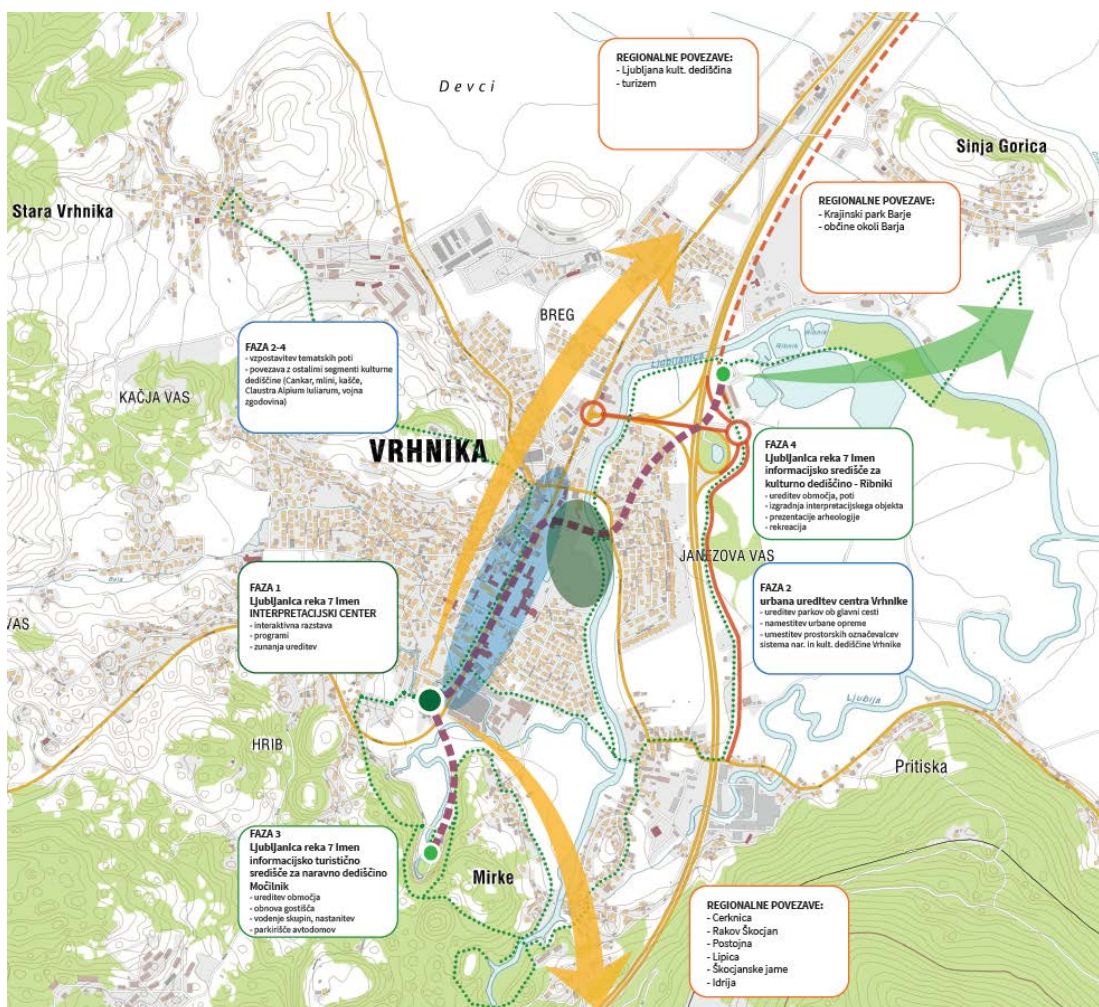 Devci
REGIONALNE POVEZAVE:
- Ljubljana kult. dediščina
- turizem
Sinja Gorica
Stara Vrhnika
REGIONALNE POVEZAVE:
- Krajinski park Barje
- občine okoli Barja
BREG
FAZA 2-4
- vzpostavitev tematskih poti
- povezava z ostalimi segmenti kulturne
dediščine (Cankar, mlini, kašče,
Claustra Alpium Iuliarum, vojna
zgodovina)
Ljubljanica
Ribnik
Ribnik
KAČJA VAS
VRHNIKA
FAZA 4
Ljubljanica reka 7 imen
informacijsko središče za
kulturno dediščino - Ribniki
- ureditev območja, poti
- izgradnja interpretacijskega objekta
- prezentacije arheologije
- rekreacija
JANEZOVA VAS
Bela
FAZA 1
Ljubljanica reka 7 imen
INTERPRETACIJSKI CENTER
- interaktivna razstava
- programi
- zunanja ureditev
FAZA 2
urbana ureditev centra Vrhnike
- ureditev parkov ob glavni cesti
- namestitev urbane opreme
- umestitev prostorskih označevalcev
sistema nar. in kult. dediščine Vrhnike
VAS
Ljubija
HRIB
Pritiska
FAZA 3
Ljubljanica reka 7 imen
informacijsko turistično
središče za naravno dediščino
Močilnik
- ureditev območja
- obnova gostišča
- vodenje skupin, nastanitev
- parkirišče avtodomov
Mirke
REGIONALNE POVEZAVE:
- Cerknica
- Rakov Škocjan
- Postojna
- Lipica
- Škocjanske jame
- Idrija